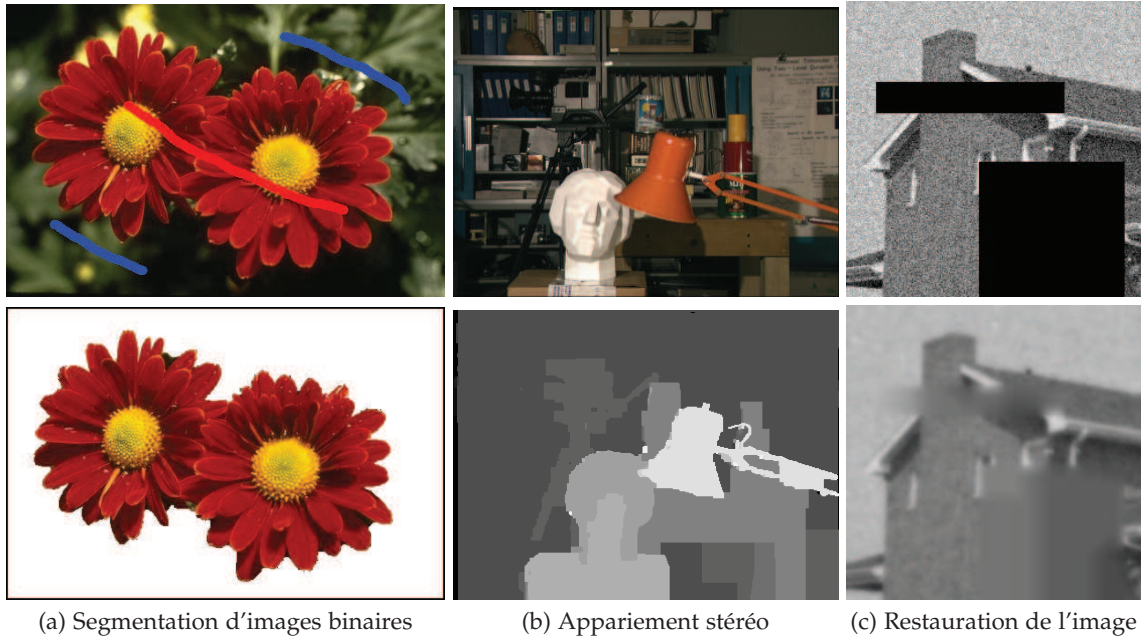 (a) Segmentation d'images binaires
(b) Appariement stéréo
(c) Restauration de l'image